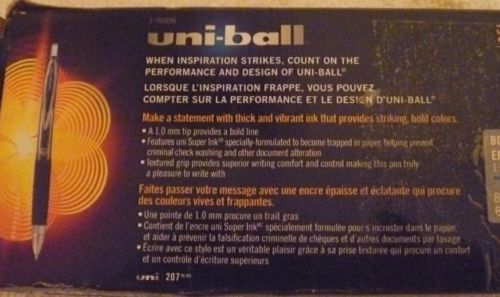 uni-ball
WHEN INSPIRATION STRIKES, COUNT ON THE
PERFORMANCE AND DESIGN OF UNI-BALL®
LORSQUE L'INSPIRATION FRAPPE, VOUS POUVEZ
COMPTER SUR LA PERFORMANCE ET LE DESIGN D'UNI-BALL®
Make a statement with thick and vibrant ink that provides striking, bold colors.
• A 1.0 mm tip provides a bold line
• Features uni Super Ink™ specially-formulated to become trapped in paper, helping prevent
criminal check washing and other document alteration
• Textured grip provides superior writing comfort and control making this pen truly
a pleasure to write with
Faites passer votre message avec une encre épaisse et éclatante qui procure
des couleurs vives et frappantes.
• Une pointe de 1.0 mm procure un trait gras
• Contient de l'encre uni Super Ink™ spécialement formulée pour s'incruster dans le papier,
et aider à prévenir la falsification criminelle de chèques et d'autres documents par lavage
• Écrire avec ce stylo est un véritable plaisir grâce à sa prise texturée qui procure un confort
et un contrôle d'écriture supérieurs
uni 207